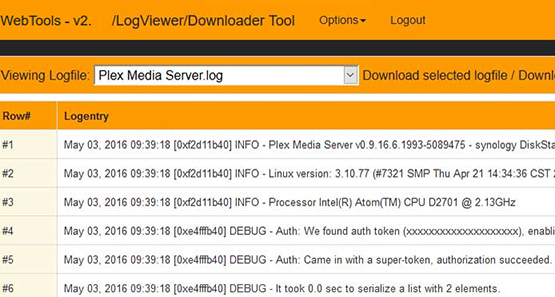 WebTools - v2. /LogViewer/Downloader Tool Options Logout
Viewing Logfile: Plex Media Server.log Download selected logfile / Downl
Row# Logentry
#1 May 03, 2016 09:39:18 [0xf2d11b40] INFO - Plex Media Server v0.9.16.6.1993-5089475 - synology DiskSta
#2 May 03, 2016 09:39:18 [0xf2d11b40] INFO - Linux version: 3.10.77 (#7321 SMP Thu Apr 21 14:34:36 CST 2
#3 May 03, 2016 09:39:18 [0xf2d11b40] INFO - Processor Intel(R) Atom(TM) CPU D2701 @ 2.13GHz
#4 May 03, 2016 09:39:18 [0xe4fffb40] DEBUG - Auth: We found auth token (xxxxxxxxxxxxxxxxxxxx), enabli
#5 May 03, 2016 09:39:18 [0xe4fffb40] DEBUG - Auth: Came in with a super-token, authorization succeeded.
#6 May 03, 2016 09:39:18 [0xe4fffb40] DEBUG - It took 0.0 sec to serialize a list with 2 elements.